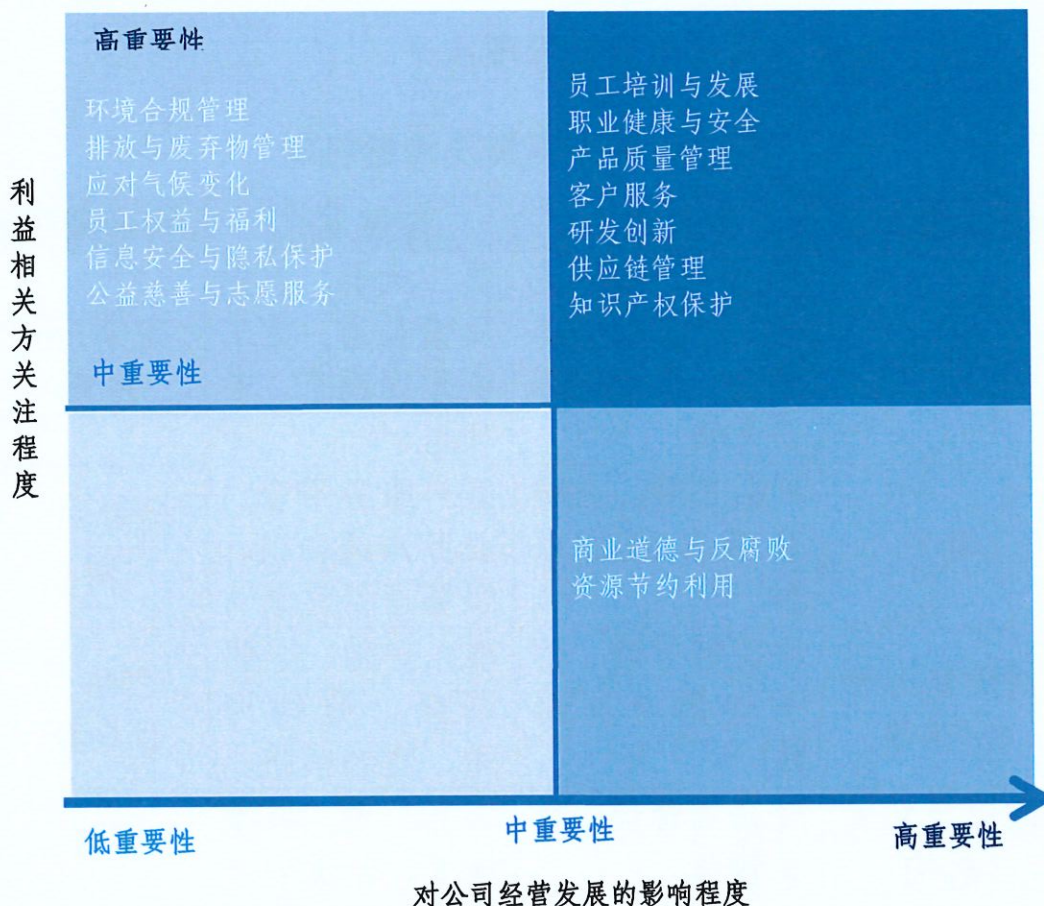 高重要性
环境合规管理
排放与废弃物管理
应对气候变化
员工权益与福利
信息安全与隐私保护
公益慈善与志愿服务
中重要性
员工培训与发展
职业健康与安全
产品质量管理
客户服务
研发创新
供应链管理
知识产权保护
利益相关方关注程度
商业道德与反腐败
资源节约利用
低重要性
中重要性
高重要性
对公司经营发展的影响程度